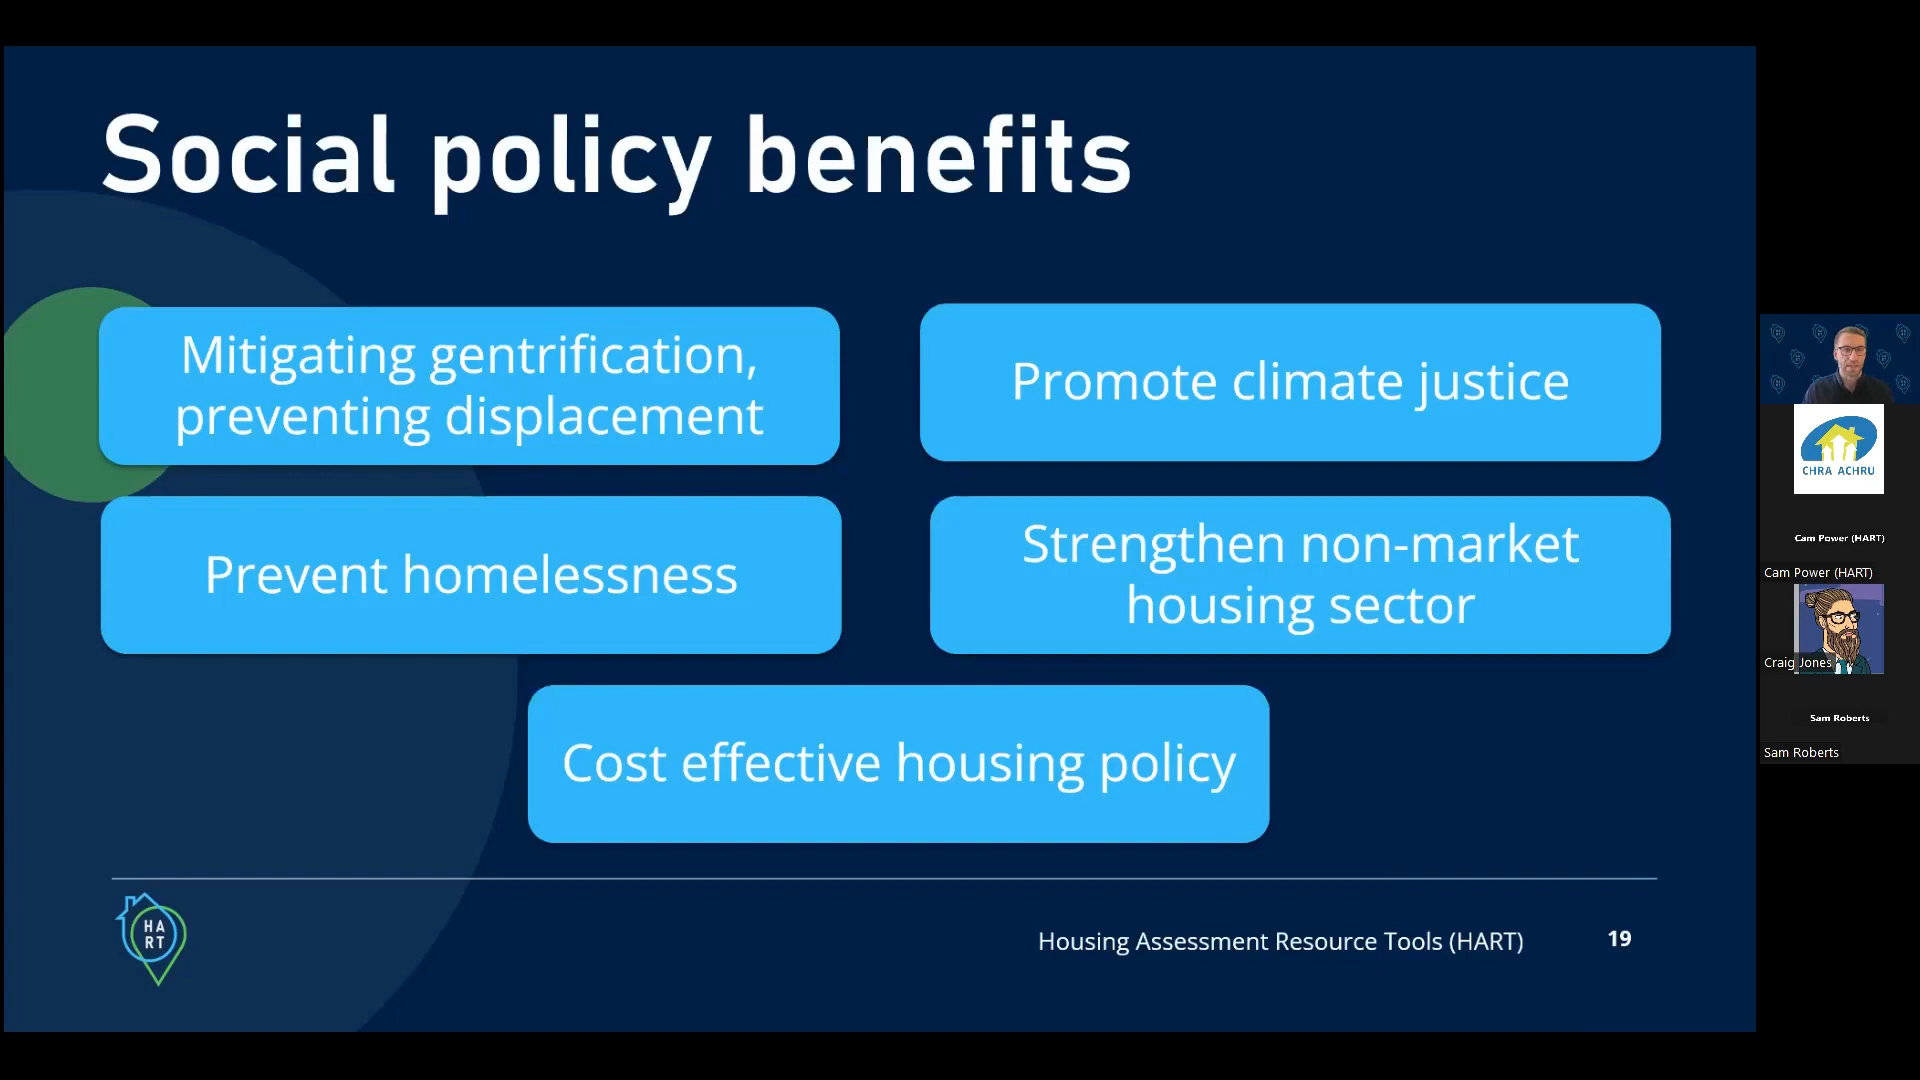 Social policy benefits
Mitigating gentrification,
preventing displacement
Promote climate justice
Prevent homelessness
Strengthen non-market
housing sector
Cost effective housing policy
HA
RT
Housing Assessment Resource Tools (HART)
19
CHRA ACHRU
Cam Power (HART)
Cam Power (HART)
Craig Jones
Sam Roberts
Sam Roberts